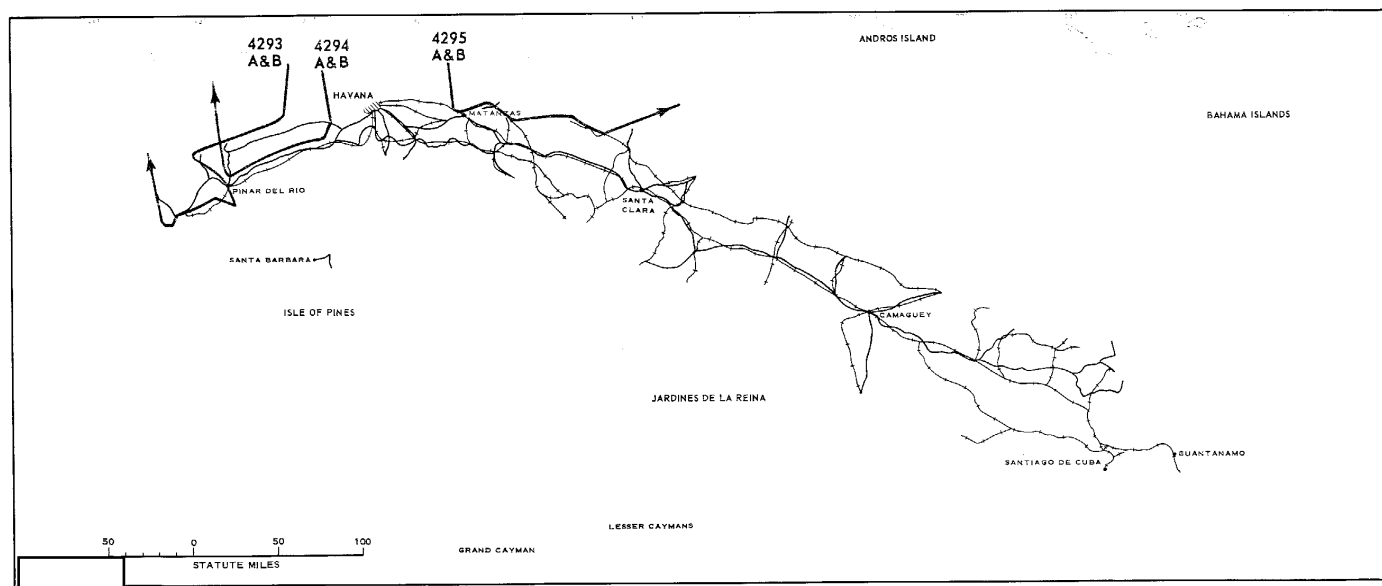 ANDROS ISLAND
4293
A&B
4294
A&B
4295
A&B
HAVANA
MATANZAS
BAHAMA ISLANDS
PINAR DEL RIO
SANTA
CLARA
SANTA BARBARA
ISLE OF PINES
CAMAGUEY
JARDINES DE LA REINA
SANTIAGO DE CUBA
GUANTANAMO
LESSER CAYMANS
GRAND CAYMAN
50 0 50 100
STATUTE MILES